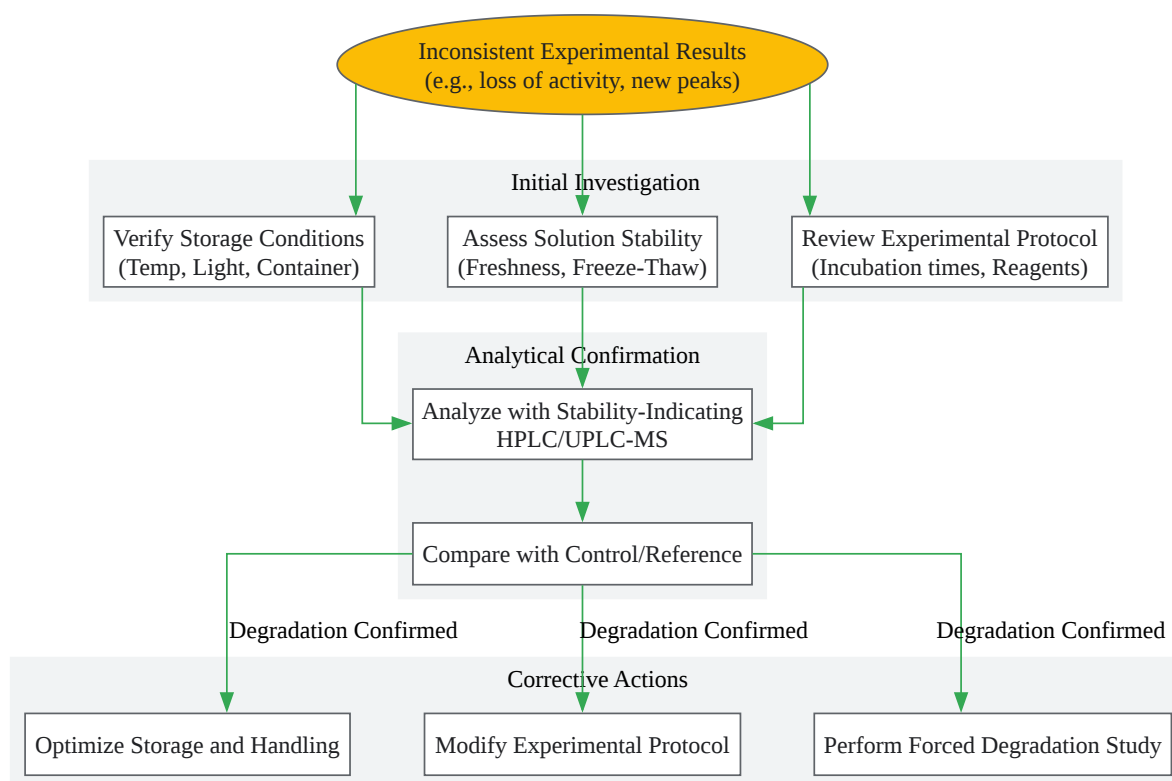 Inconsistent Experimental Results
(e.g., loss of activity, new peaks)
Initial Investigation
Verify Storage Conditions
(Temp, Light, Container)
Assess Solution Stability
(Freshness, Freeze-Thaw)
Review Experimental Protocol
(Incubation times, Reagents)
Analytical Confirmation
Analyze with Stability-Indicating
HPLC/UPLC-MS
Compare with Control/Reference
Degradation Confirmed
Degradation Confirmed
Degradation Confirmed
Corrective Actions
Optimize Storage and Handling
Modify Experimental Protocol
Perform Forced Degradation Study